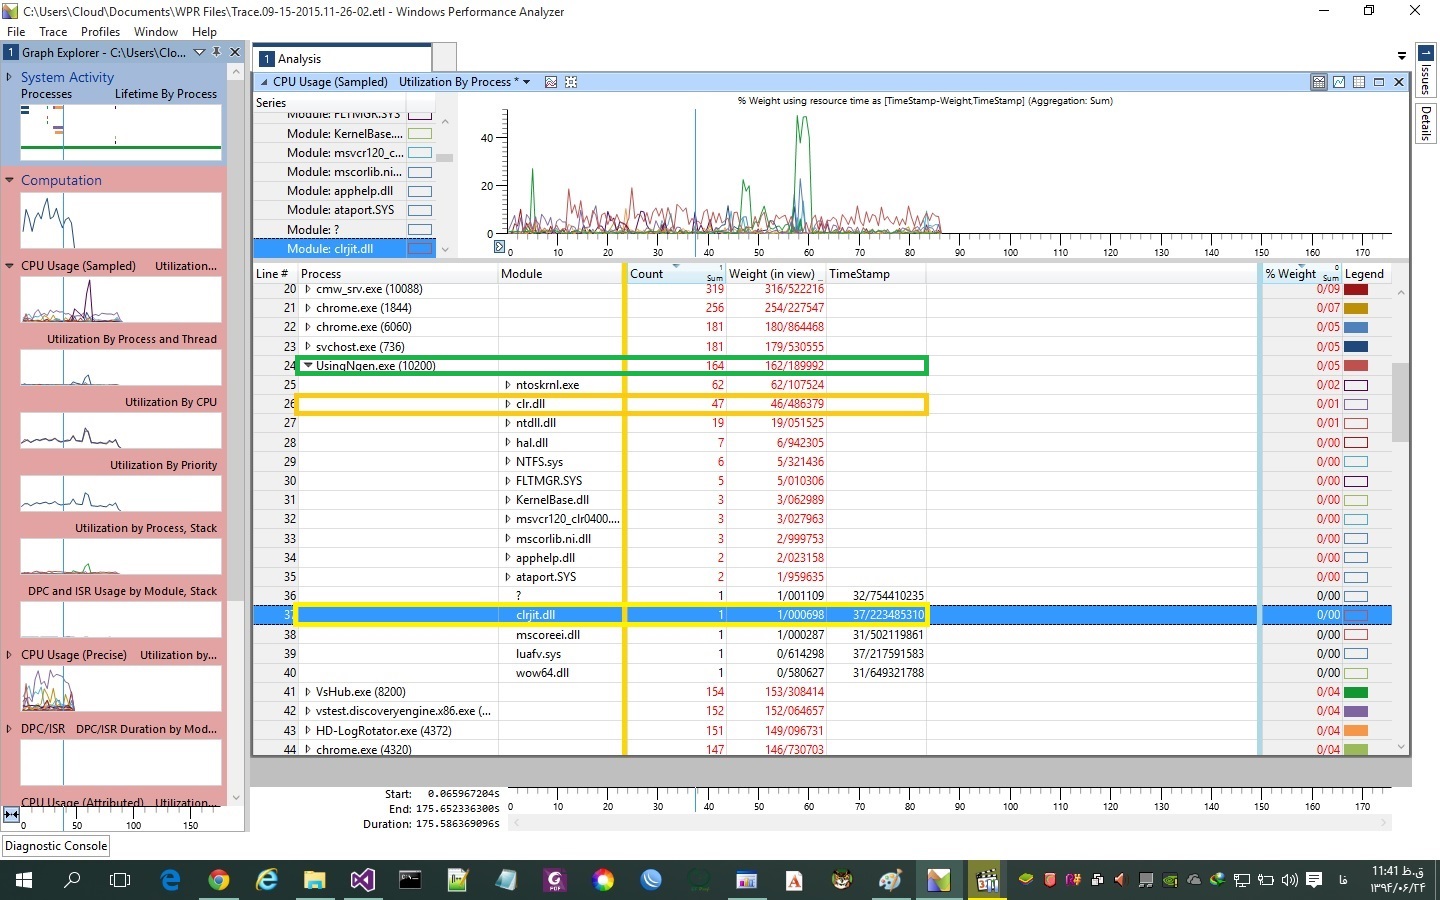 C:\Users\Cloud\Documents\WPR Files\Trace.09-15-2015.11-26-02.etl - Windows Performance Analyzer
File Trace Profiles Window Help
1 Graph Explorer - C:\Users\Clo...
System Activity
Processes Lifetime By Process
Computation
CPU Usage (Sampled) Utilization...
Utilization By Process and Thread
Utilization By CPU
Utilization By Priority
Utilization by Process, Stack
DPC and ISR Usage by Module, Stack
CPU Usage (Precise) Utilization by...
DPC/ISR DPC/ISR Duration by Mod...
CPU Usage (Attributed) Utilization...
0 50 100 150
Diagnostic Console
1 Analysis
CPU Usage (Sampled) Utilization By Process *
Series
Module: FLTMGR.SYS
Module: KernelBase....
Module: msvcr120_c...
Module: mscorlib.ni...
Module: apphelp.dll
Module: ataport.SYS
Module: ?
Module: clrjit.dll
% Weight using resource time as [TimeStamp-Weight,TimeStamp] (Aggregation: Sum)
40
20
0
0 10 20 30 40 50 60 70 80 90 100 110 120 130 140 150 160 170
Line # Process Module Count 1 Sum Weight (in view) TimeStamp % Weight 0 Sum Legend
20 cmw_srv.exe (10088) 319 316/522216 0/09
21 chrome.exe (1844) 256 254/227547 0/07
22 chrome.exe (6060) 181 180/864468 0/05
23 svchost.exe (736) 181 179/530555 0/05
24 UsingNgen.exe (10200) 164 162/189992 0/05
25 ntoskrnl.exe 62 62/107524 0/02
26 clr.dll 47 46/486379 0/01
27 ntdll.dll 19 19/051525 0/01
28 hal.dll 7 6/942305 0/00
29 NTFS.sys 6 5/321436 0/00
30 FLTMGR.SYS 5 5/010306 0/00
31 KernelBase.dll 3 3/062989 0/00
32 msvcr120_clr0400.... 3 3/027963 0/00
33 mscorlib.ni.dll 3 2/999753 0/00
34 apphelp.dll 2 2/023158 0/00
35 ataport.SYS 2 1/959635 0/00
36 ? 1 1/001109 32/754410235 0/00
37 clrjit.dll 1 1/000698 37/223485310 0/00
38 mscoreei.dll 1 1/000287 31/502119861 0/00
39 luafv.sys 1 0/614298 37/217591583 0/00
40 wow64.dll 1 0/580627 31/649321788 0/00
41 VsHub.exe (8200) 154 153/308414 0/04
42 vstest.discoveryengine.x86.exe (... 152 152/064657 0/04
43 HD-LogRotator.exe (4372) 151 149/096731 0/04
44 chrome.exe (4320) 147 146/730703 0/04
Start: 0.065967204s
End: 175.652336300s
Duration: 175.586369096s
0 10 20 30 40 50 60 70 80 90 100 110 120 130 140 150 160 170
1 Issues
Details
فا
11:41 ق.ظ
۱۳۹۴/۰۶/۲۴